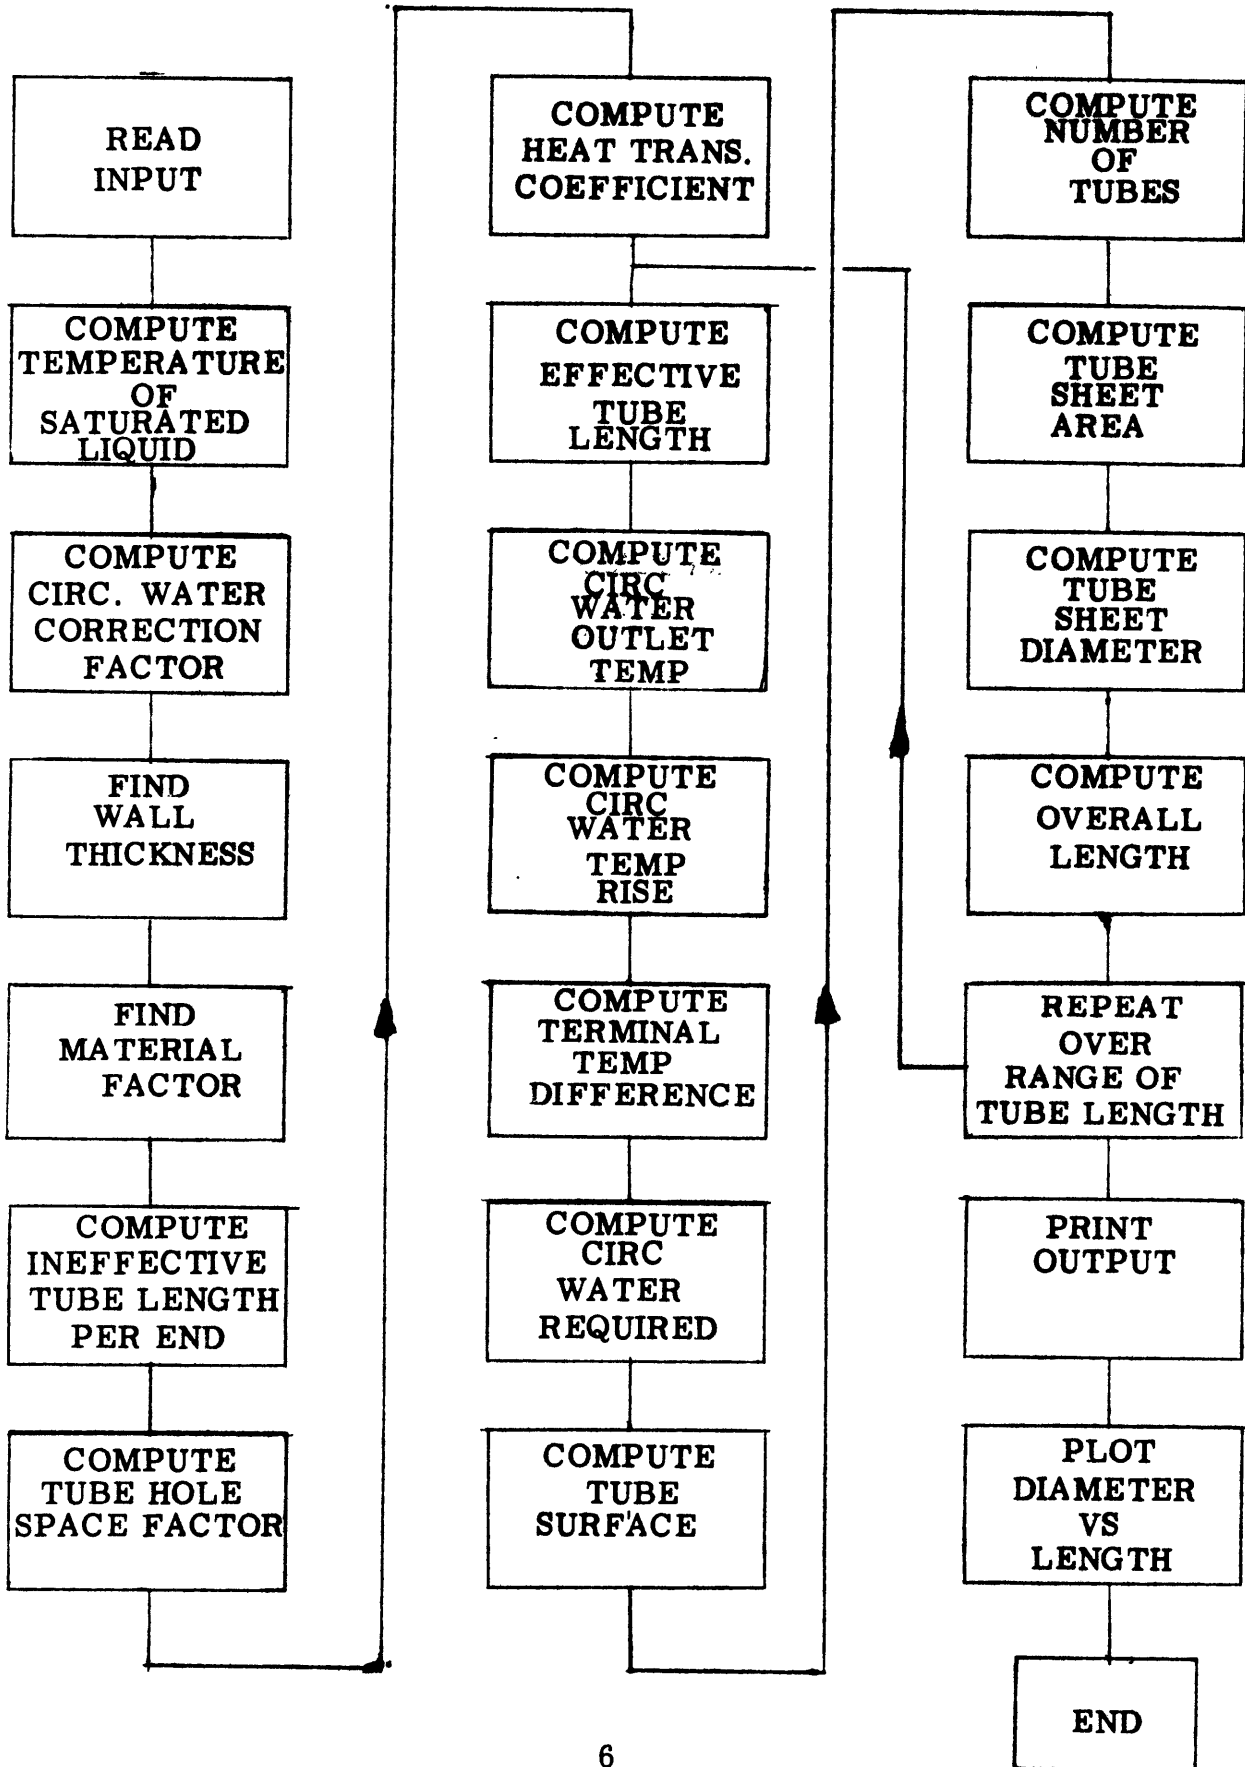 READ
INPUT
COMPUTE
TEMPERATURE
OF
SATURATED
LIQUID
COMPUTE
CIRC. WATER
CORRECTION
FACTOR
FIND
WALL
THICKNESS
FIND
MATERIAL
FACTOR
COMPUTE
INEFFECTIVE
TUBE LENGTH
PER END
COMPUTE
TUBE HOLE
SPACE FACTOR
COMPUTE
HEAT TRANS.
COEFFICIENT
COMPUTE
EFFECTIVE
TUBE
LENGTH
COMPUTE
CIRC
WATER
OUTLET
TEMP
COMPUTE
CIRC
WATER
TEMP
RISE
COMPUTE
TERMINAL
TEMP
DIFFERENCE
COMPUTE
CIRC
WATER
REQUIRED
COMPUTE
TUBE
SURFACE
COMPUTE
NUMBER
OF
TUBES
COMPUTE
TUBE
SHEET
AREA
COMPUTE
TUBE
SHEET
DIAMETER
COMPUTE
OVERALL
LENGTH
REPEAT
OVER
RANGE OF
TUBE LENGTH
PRINT
OUTPUT
PLOT
DIAMETER
VS
LENGTH
END
6